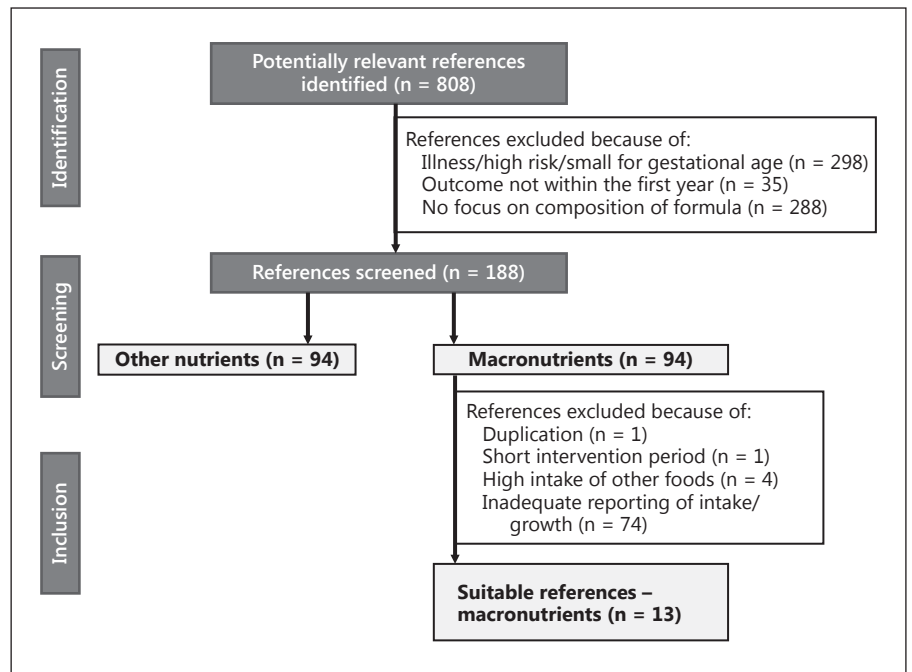 Identification
Potentially relevant references
identified (n = 808)
References excluded because of:
Illness/high risk/small for gestational age (n = 298)
Outcome not within the first year (n = 35)
No focus on composition of formula (n = 288)
Screening
References screened (n = 188)
Other nutrients (n = 94)
Macronutrients (n = 94)
References excluded because of:
Duplication (n = 1)
Short intervention period (n = 1)
High intake of other foods (n = 4)
Inadequate reporting of intake/
growth (n = 74)
Inclusion
Suitable references –
macronutrients (n = 13)